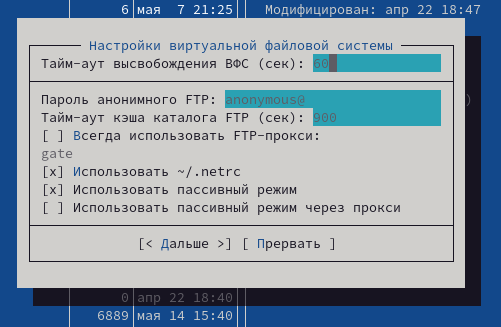 6 мая  7 21:25 Модифицирован: апр 22 18:47
Настройки виртуальной файловой системы
Тайм-аут высвобождения ВФС (сек): 60
Пароль анонимного FTP: anonymous@ )
Тайм-аут кэша каталога FTP (сек): 900
[ ] Всегда использовать FTP-прокси:
gate
[x] Использовать ~/.netrc
[x] Использовать пассивный режим
[ ] Использовать пассивный режим через прокси
[< Дальше >] [ Прервать ]
0 апр 22 18:40
6889 мая 14 15:40